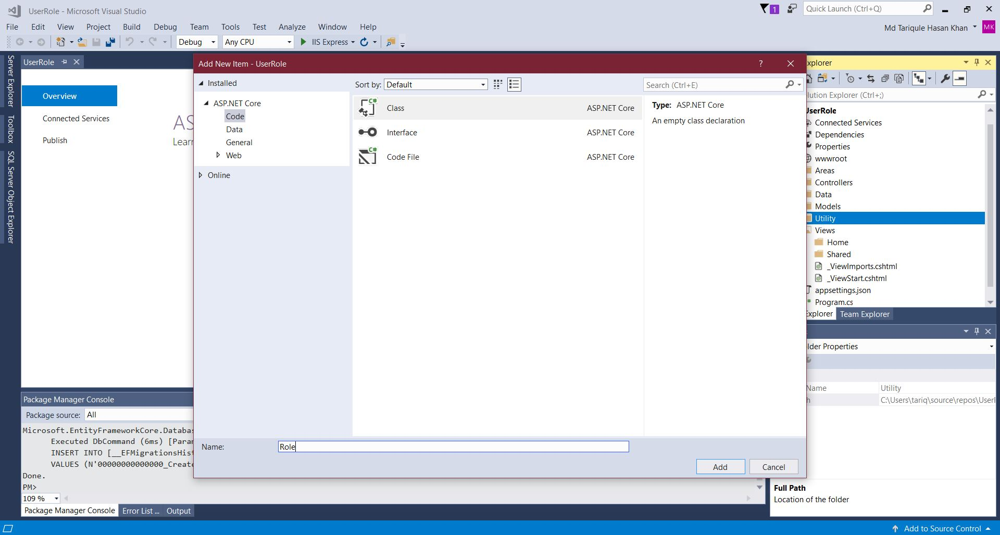 UserRole - Microsoft Visual Studio
1
Quick Launch (Ctrl+Q)
File Edit View Project Build Debug Team Tools Test Analyze Window Help
Md Tariqule Hasan Khan MK
Debug Any CPU IIS Express
Server Explorer
Toolbox
SQL Server Object Explorer
UserRole
Overview
Connected Services
Publish
AS
Learn
Add New Item - UserRole
?
Installed
ASP.NET Core
Code
Data
General
Web
Online
Sort by: Default
Search (Ctrl+E)
C# Class ASP.NET Core
Interface ASP.NET Core
C# Code File ASP.NET Core
Type: ASP.NET Core
An empty class declaration
Name: Role
Add Cancel
xplorer
lution Explorer (Ctrl+;)
UserRole
Connected Services
Dependencies
Properties
wwwroot
Areas
Controllers
Data
Models
Utility
Views
Home
Shared
_ViewImports.cshtml
_ViewStart.cshtml
appsettings.json
Program.cs
Explorer Team Explorer
lder Properties
Name Utility
h C:\Users\tariq\source\repos\UserR
Full Path
Location of the folder
Package Manager Console
Package source: All
Microsoft.EntityFrameworkCore.Databas
Executed DbCommand (6ms) [Param
INSERT INTO [__EFMigrationsHist
VALUES (N'00000000000000_Create
Done.
PM>
109 %
Package Manager Console Error List ... Output
Add to Source Control